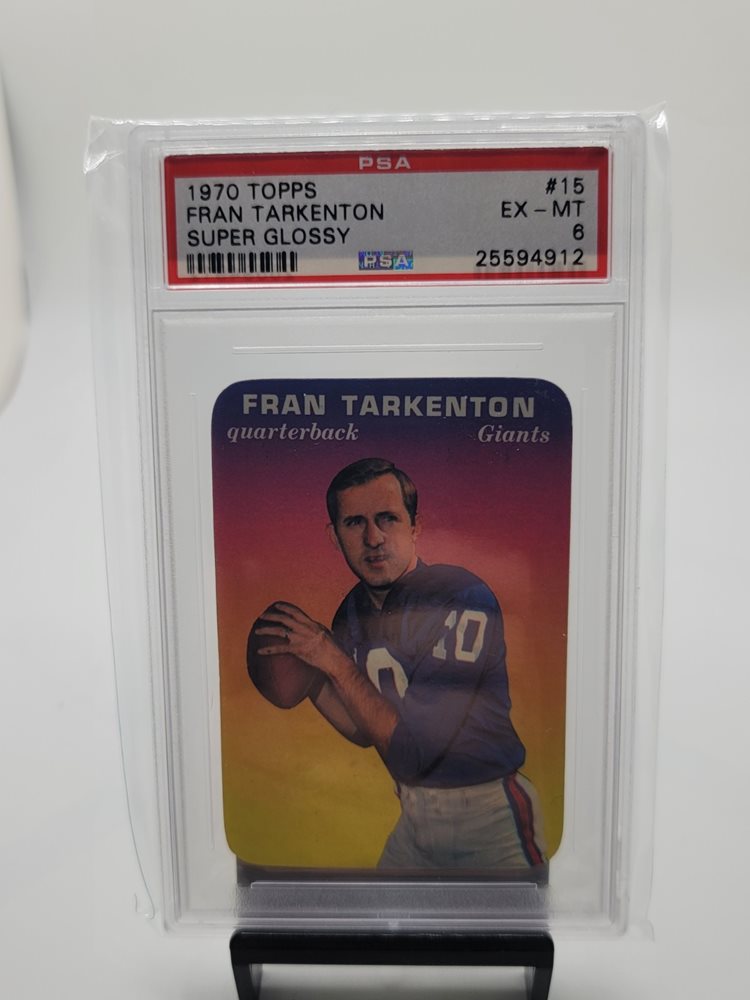 PSA
1970 TOPPS #15
FRAN TARKENTON EX - MT
SUPER GLOSSY 6
PSA 25594912
FRAN TARKENTON
quarterback Giants
10
10